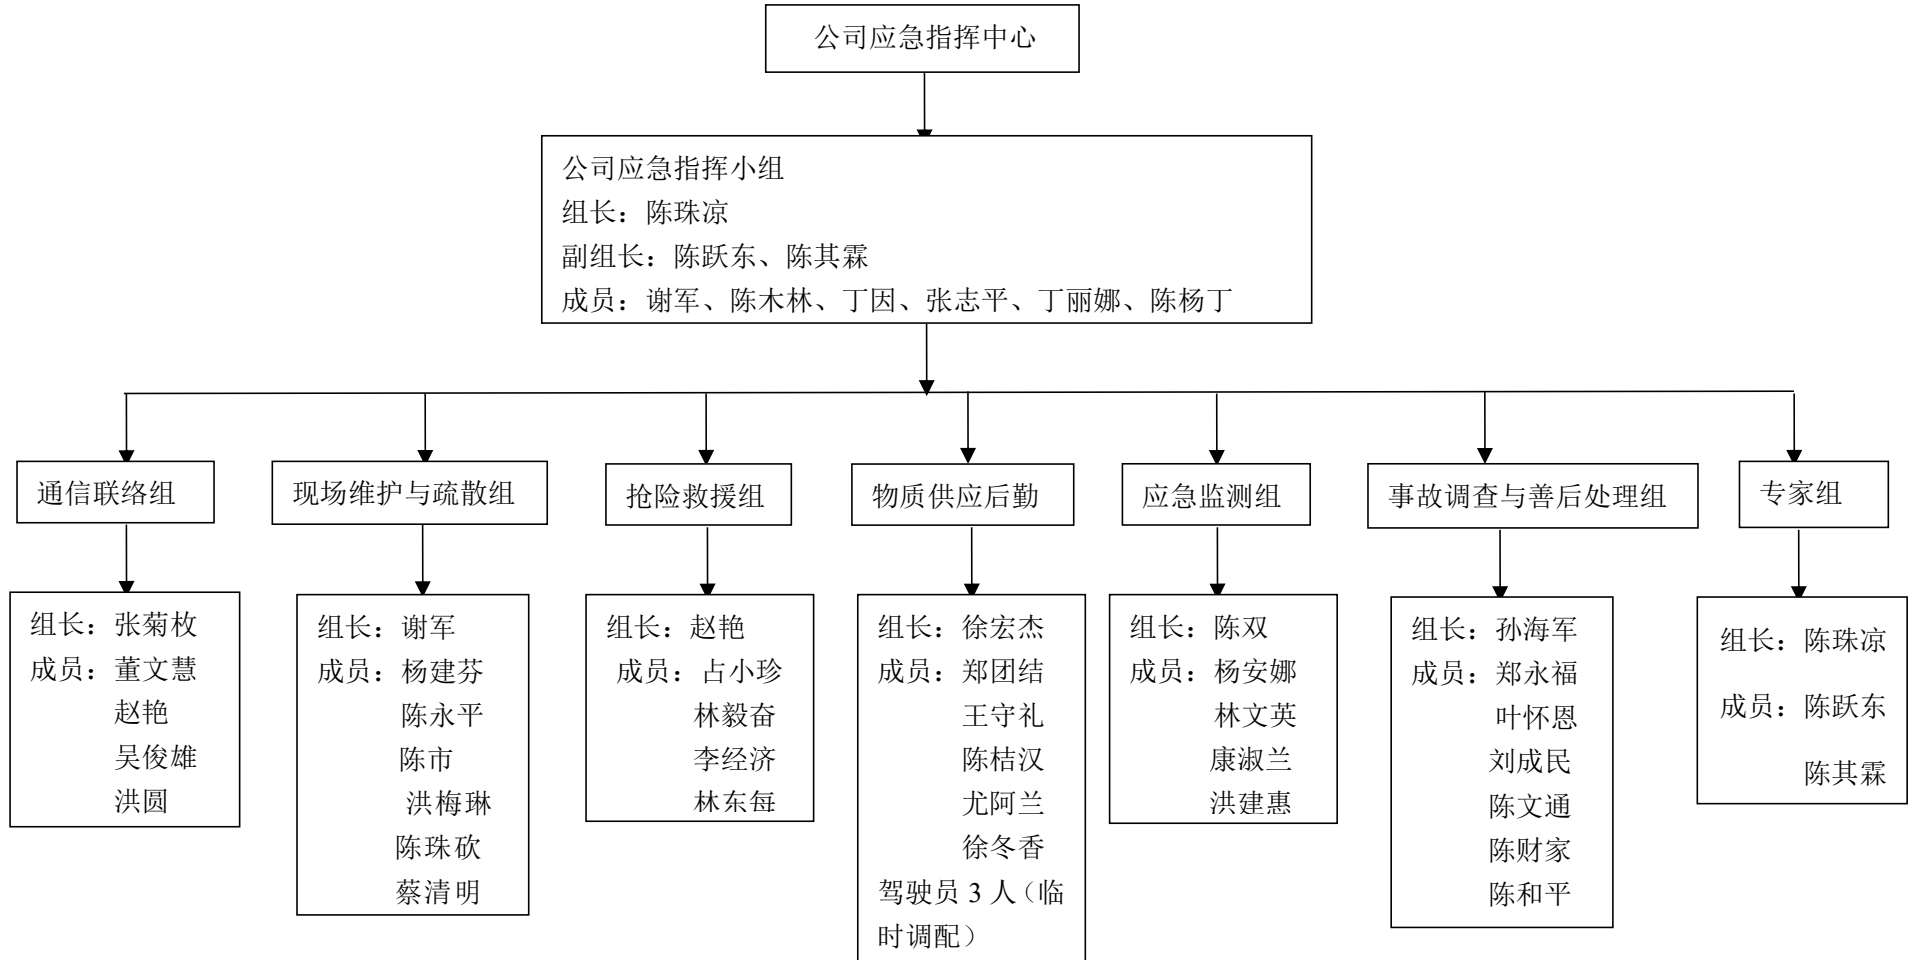 公司应急指挥中心
公司应急指挥小组
组长：陈珠凉
副组长：陈跃东、陈其霖
成员：谢军、陈木林、丁因、张志平、丁丽娜、陈杨丁
通信联络组
现场维护与疏散组
抢险救援组
物质供应后勤
应急监测组
事故调查与善后处理组
专家组
组长：张菊枚
成员：董文慧
赵艳
吴俊雄
洪圆
组长：谢军
成员：杨建芬
陈永平
陈市
洪梅琳
陈珠砍
蔡清明
组长：赵艳
成员：占小珍
林毅奋
李经济
林东每
组长：徐宏杰
成员：郑团结
王守礼
陈桔汉
尤阿兰
徐冬香
驾驶员 3 人（临
时调配）
组长：陈双
成员：杨安娜
林文英
康淑兰
洪建惠
组长：孙海军
成员：郑永福
叶怀恩
刘成民
陈文通
陈财家
陈和平
组长：陈珠凉
成员：陈跃东
陈其霖